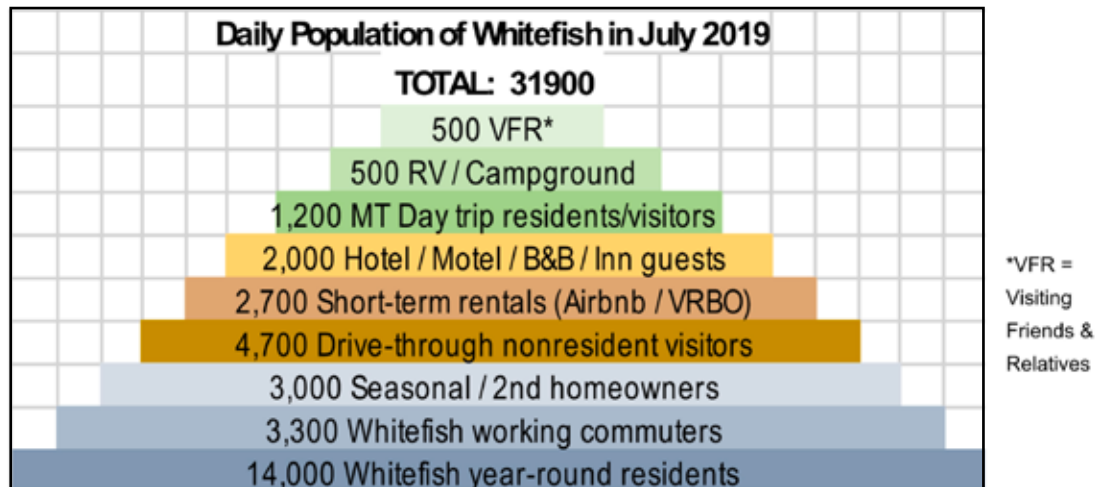 Daily Population of Whitefish in July 2019
TOTAL: 31900
500 VFR*
500 RV / Campground
1,200 MT Day trip residents/visitors
2,000 Hotel / Motel / B&B / Inn guests
2,700 Short-term rentals (Airbnb / VRBO)
4,700 Drive-through nonresident visitors
3,000 Seasonal / 2nd homeowners
3,300 Whitefish working commuters
14,000 Whitefish year-round residents
*VFR =
Visiting
Friends &
Relatives